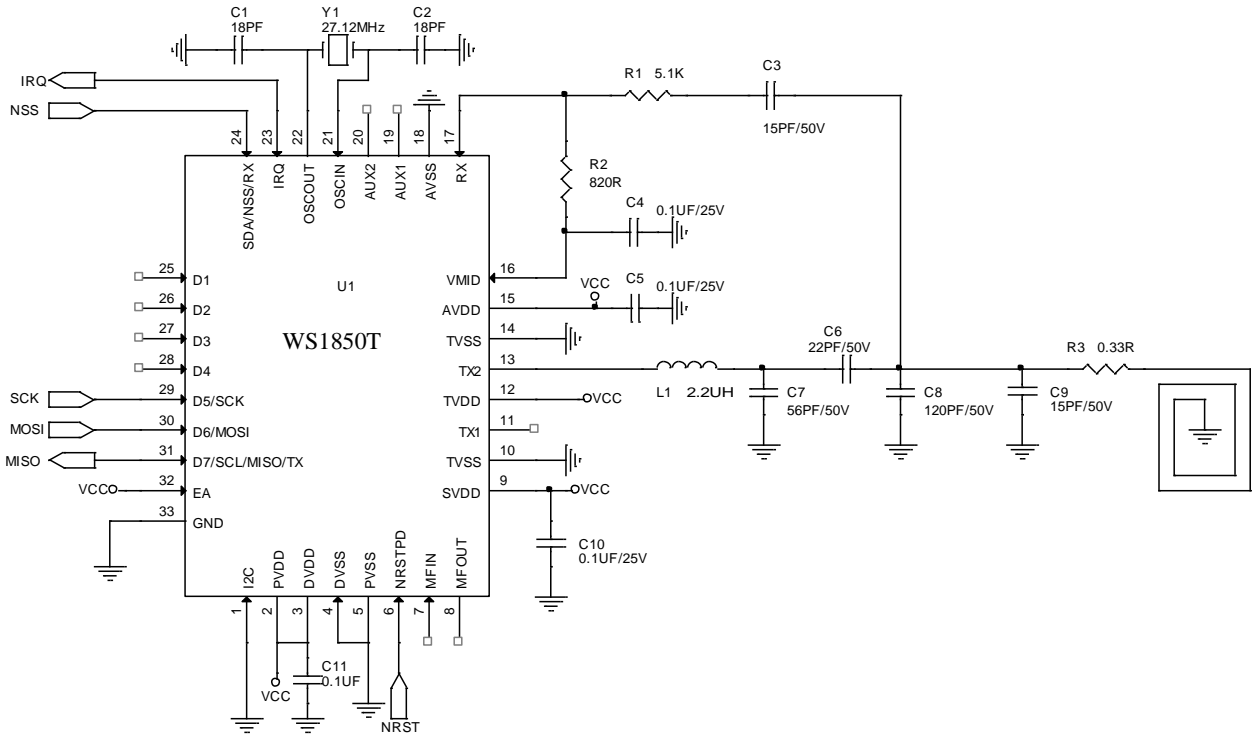 C1
18PF
Y1
27.12MHz
C2
18PF
IRQ
NSS
R1 5.1K
C3
15PF/50V
24
23
22
21
20
19
18
17
SDA/NSS/RX
IRQ
OSCOUT
OSCIN
AUX2
AUX1
AVSS
RX
R2
820R
C4
0.1UF/25V
25
D1
26
D2
27
D3
28
D4
SCK
29
D5/SCK
MOSI
30
D6/MOSI
MISO
31
D7/SCL/MISO/TX
VCC
32
EA
33
GND
U1
WS1850T
VMID
16
AVDD
15
VCC
C5
0.1UF/25V
TVSS
14
TX2
13
TVDD
12
VCC
TX1
11
TVSS
10
SVDD
9
VCC
L1 2.2UH
C7
56PF/50V
C6
22PF/50V
C8
120PF/50V
C9
15PF/50V
R3 0.33R
C10
0.1UF/25V
I2C
PVDD
DVDD
DVSS
PVSS
NRSTPD
MFIN
MFOUT
1
2
3
4
5
6
7
8
C11
0.1UF
VCC
NRST